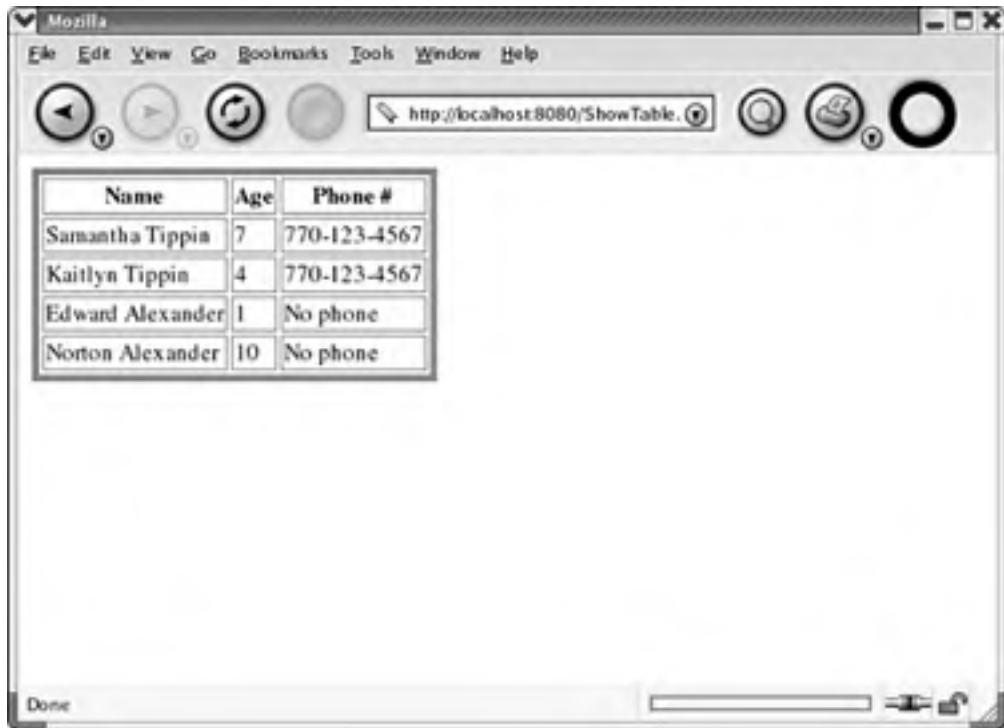 Mozilla
File Edit View Go Bookmarks Tools Window Help
http://localhost:8080/ShowTable.
Name Age Phone #
Samantha Tippin 7 770-123-4567
Kaitlyn Tippin 4 770-123-4567
Edward Alexander 1 No phone
Norton Alexander 10 No phone
Done